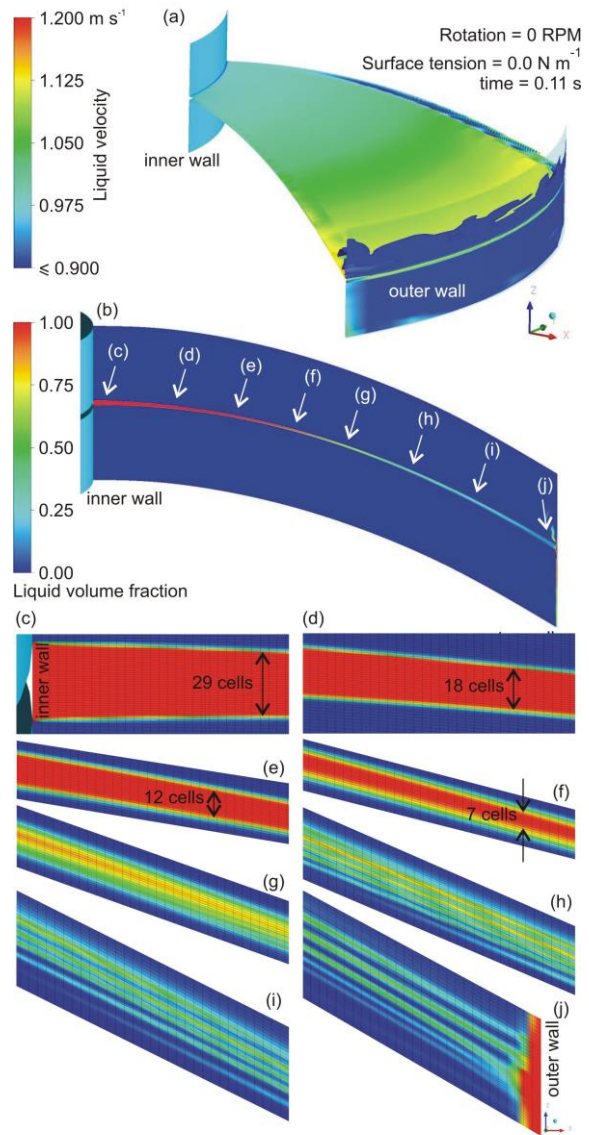 1.200 m s⁻¹
1.125
1.050
0.975
⩽ 0.900
Liquid velocity
(a)
Rotation = 0 RPM
Surface tension = 0.0 N m⁻¹
time = 0.11 s
inner wall
outer wall
z
x
1.00
0.75
0.50
0.25
0.00
Liquid volume fraction
(b)
(c)
(d)
(e)
(f)
(g)
(h)
(i)
(j)
inner wall
(c)
inner wall
29 cells
(d)
18 cells
(e)
12 cells
(f)
7 cells
(g)
(h)
(i)
(j)
outer wall
z
x